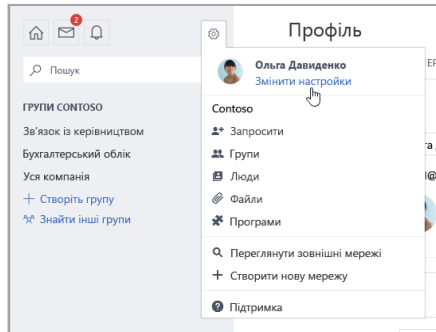 2
Профіль
Пошук
Ольга Давиденко
Змінити настройки
ГРУПИ CONTOSO
Зв'язок із керівництвом
Бухгалтерський облік
Уся компанія
Створіть групу
Знайти інші групи
Contoso
Запросити
Групи
Люди
Файли
Програми
Переглянути зовнішні мережі
Створити нову мережу
Підтримка